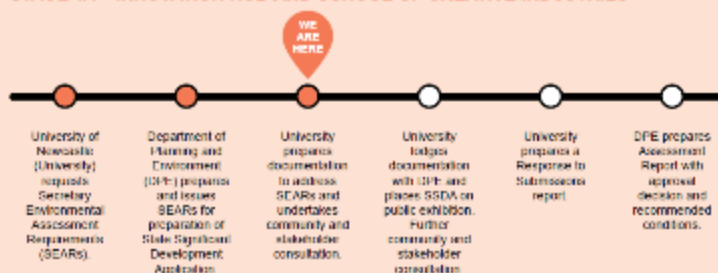 WE
ARE
HERE
University of
Newcastle
(University)
requests
Secretary
Environmental
Assessment
Requirements
(SEARs).
Department of
Planning and
Environment
(DPE) prepares
and issues
SEARs for
preparation of
State Significant
Development
Application
University
prepares
documentation
to address
SEARs and
undertakes
community and
stakeholder
consultation.
University
lodges
documentation
with DPE and
places SSDA on
public exhibition.
Further
community and
stakeholder
consultation
University
prepares a
Response to
Submissions
report
DPE prepares
Assessment
Report with
approval
decision and
recommended
conditions.